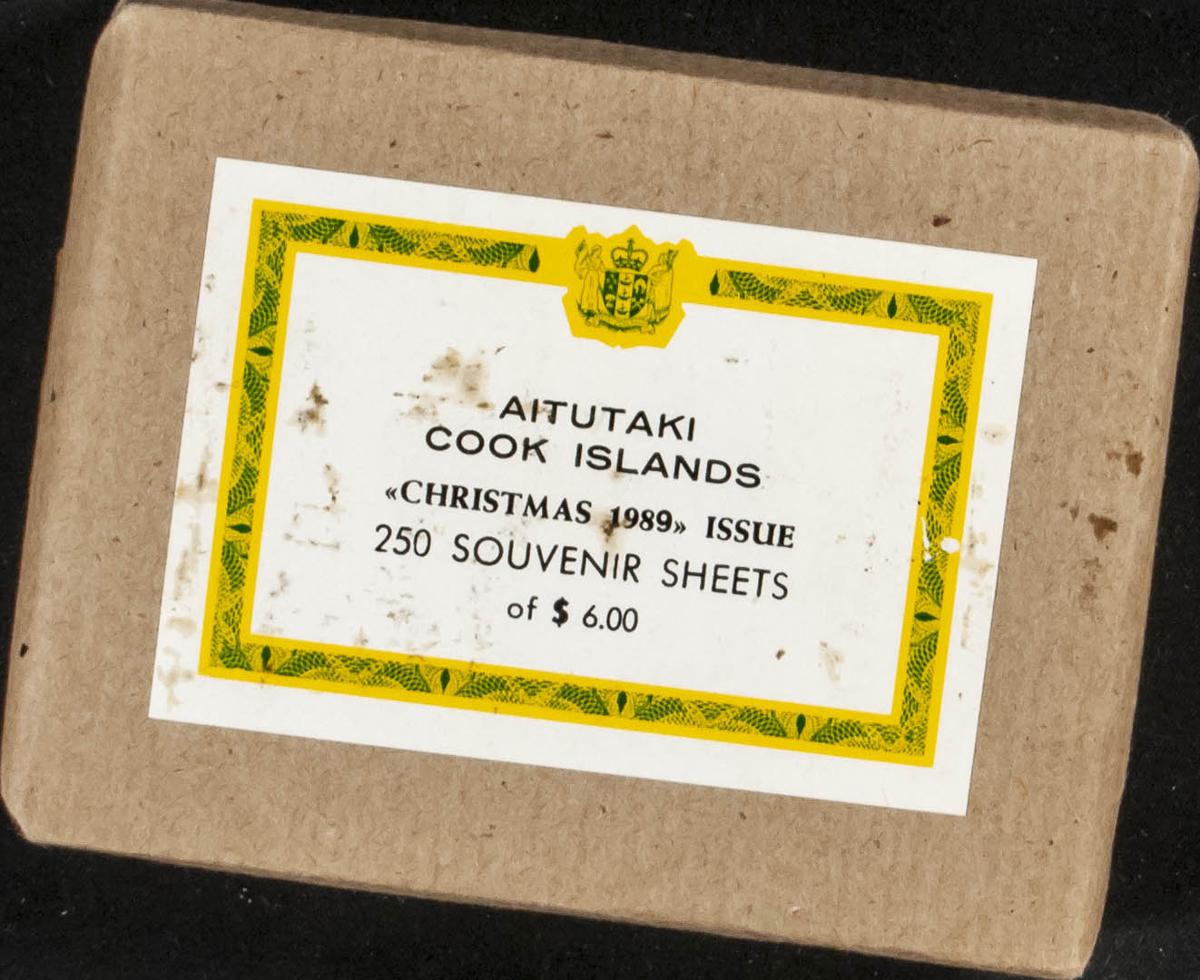 AITUTAKI
COOK ISLANDS
«CHRISTMAS 1989» ISSUE
250 SOUVENIR SHEETS
of $ 6.00